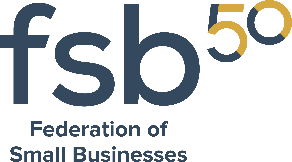 fsb50
Federation of
Small Businesses